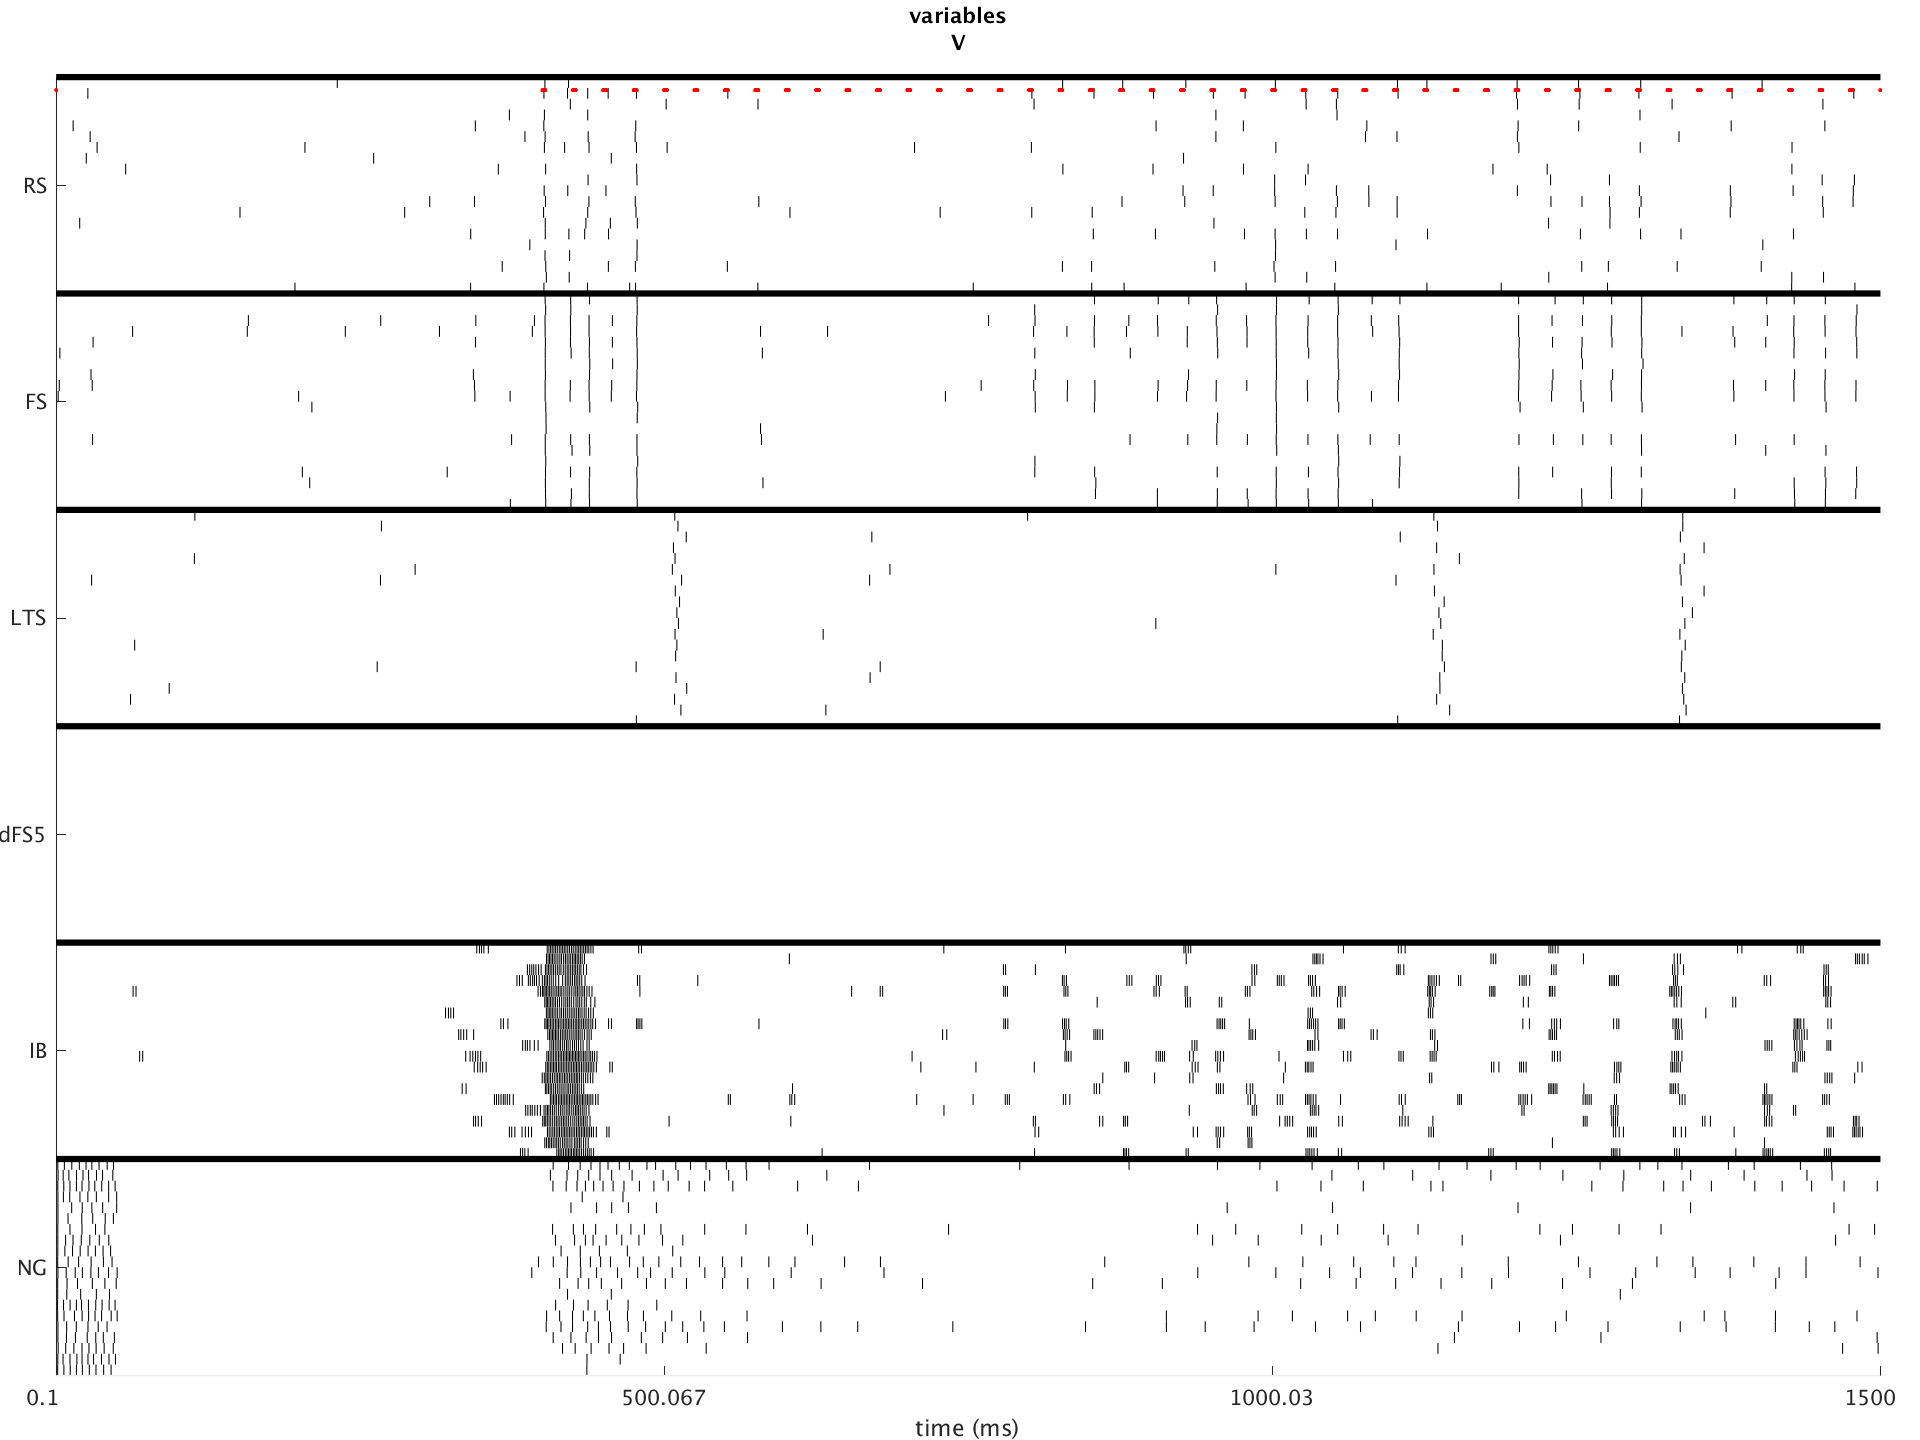 variables
V
RS
FS
LTS
dFS5
IB
NG
0.1
500.067
1000.03
1500
time (ms)